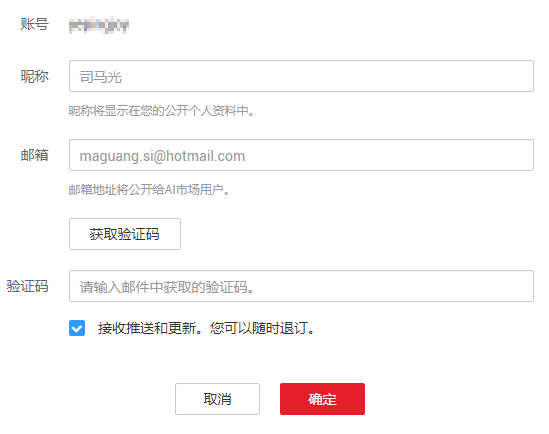 账号
昵称 司马光
昵称将显示在您的公开个人资料中。
邮箱 maguang.si@hotmail.com
邮箱地址将公开给AI市场用户。
获取验证码
验证码 请输入邮件中获取的验证码。
接收推送和更新。您可以随时退订。
取消 确定